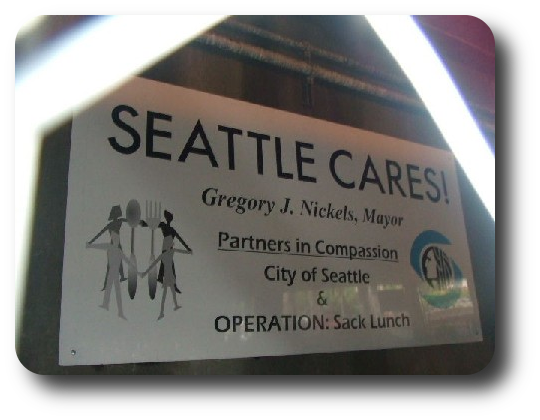 SEATTLE CARES!
Gregory J. Nickels, Mayor
Partners in Compassion
City of Seattle
&
OPERATION: Sack Lunch